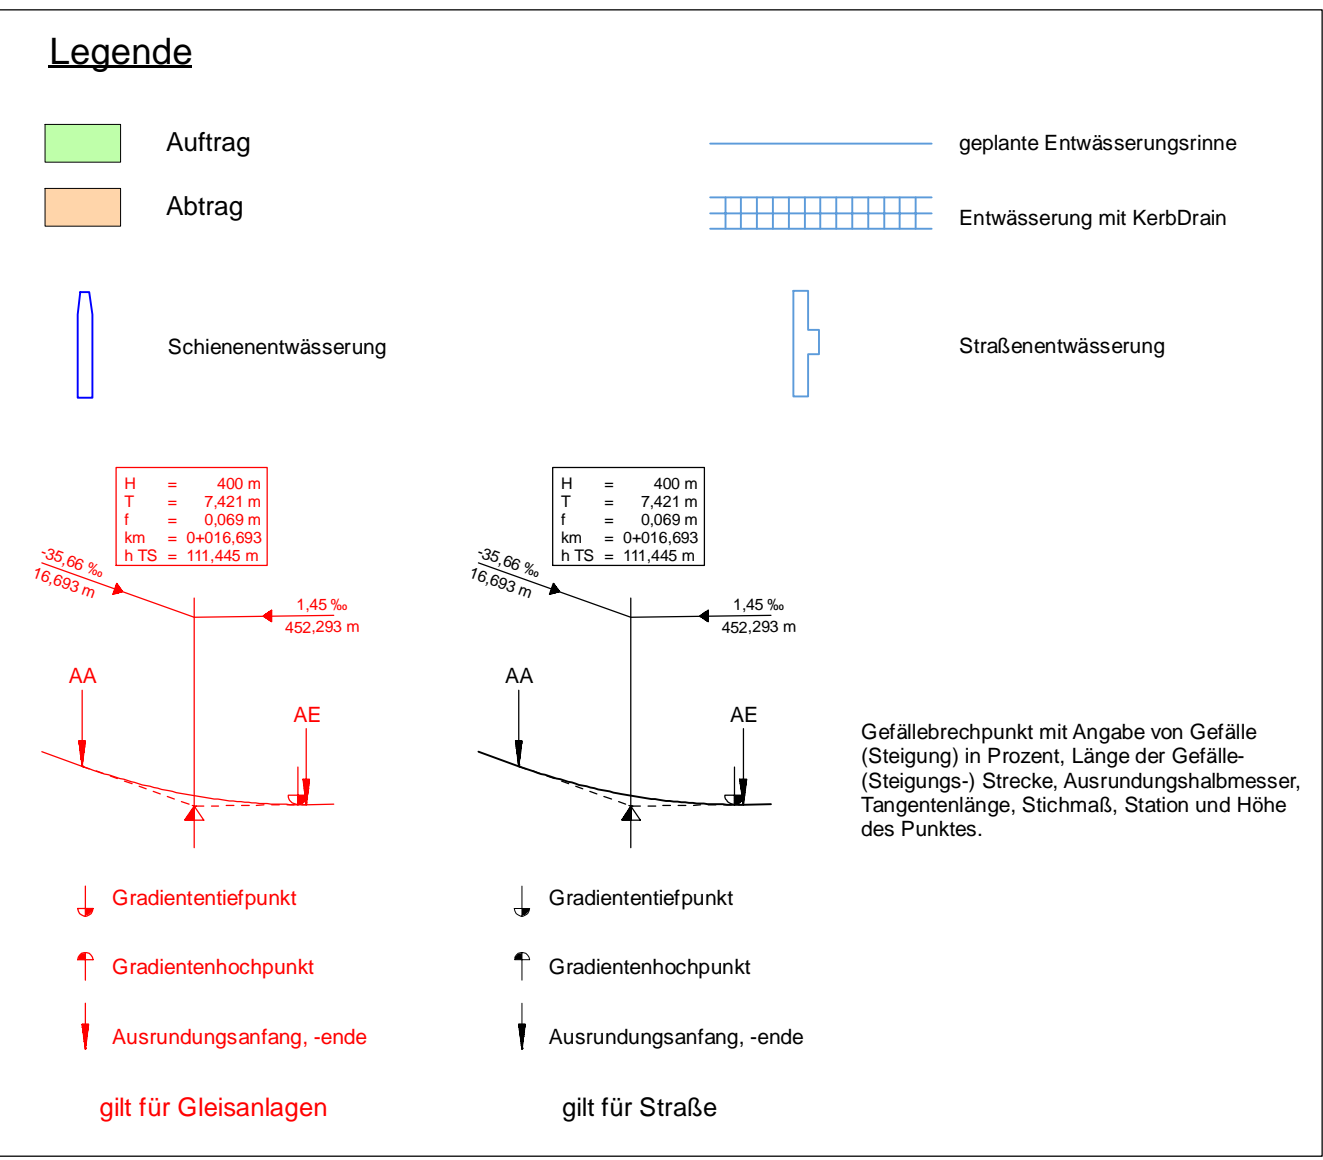 Legende
Auftrag
geplante Entwässerungsrinne
Abtrag
Entwässerung mit KerbDrain
Schienenentwässerung
Straßenentwässerung
H = 400 m
T = 7,421 m
f = 0,069 m
km = 0+016,693
h TS = 111,445 m
-35,66 ‰
16,693 m
1,45 ‰
452,293 m
AA
AE
H = 400 m
T = 7,421 m
f = 0,069 m
km = 0+016,693
h TS = 111,445 m
-35,66 ‰
16,693 m
1,45 ‰
452,293 m
AA
AE
Gefällebrechpunkt mit Angabe von Gefälle
(Steigung) in Prozent, Länge der Gefälle-
(Steigungs-) Strecke, Ausrundungshalbmesser,
Tangentenlänge, Stichmaß, Station und Höhe
des Punktes.
Gradiententiefpunkt
Gradientenhochpunkt
Ausrundungsanfang, -ende
gilt für Gleisanlagen
Gradiententiefpunkt
Gradientenhochpunkt
Ausrundungsanfang, -ende
gilt für Straße